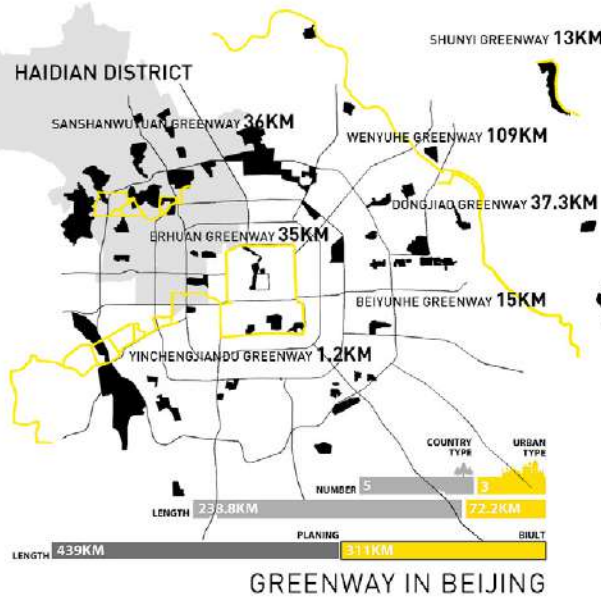 SHUNYI GREENWAY 13KM
HAIDIAN DISTRICT
SANSHANWUYUAN GREENWAY 36KM
WENYUHE GREENWAY 109KM
DONGJIAO GREENWAY 37.3KM
ERHUAN GREENWAY 35KM
BEIYUNHE GREENWAY 15KM
YINCHENGJIANDU GREENWAY 1.2KM
COUNTRY TYPE
URBAN TYPE
NUMBER 5 3
LENGTH 238.8KM 72.2KM
PLANING BIULT
LENGTH 439KM 311KM
GREENWAY IN BEIJING